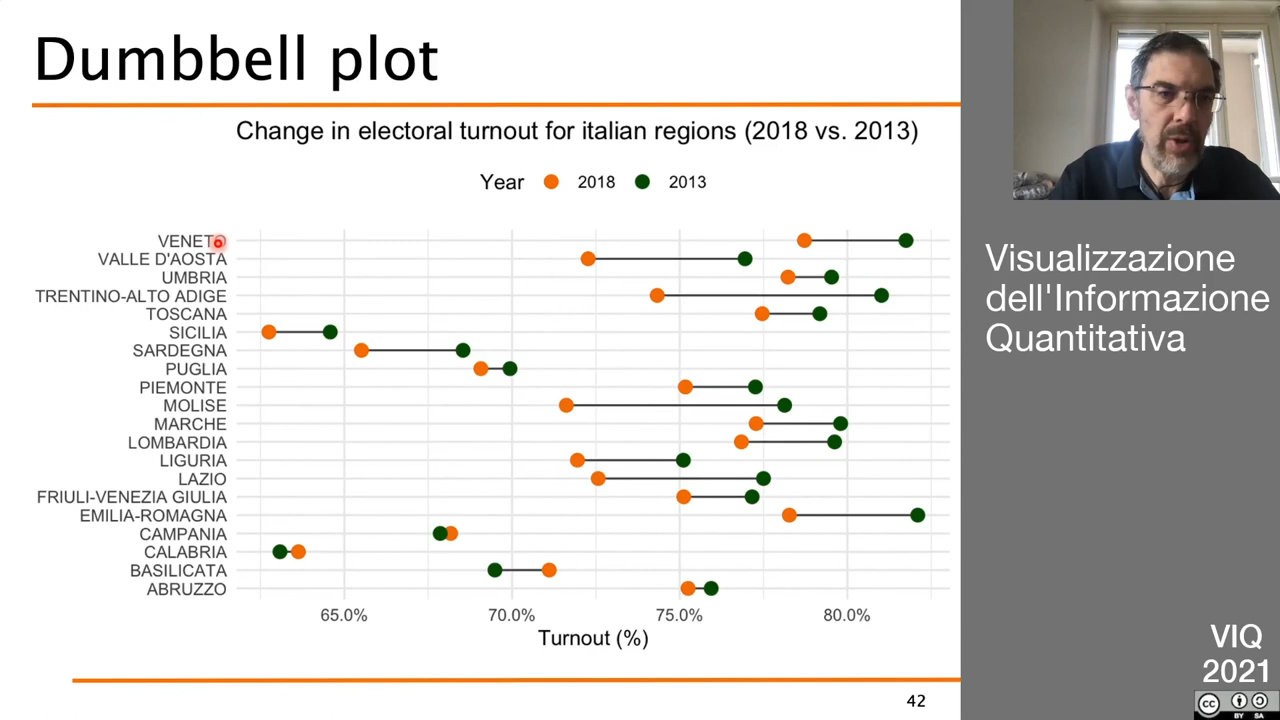 Dumbbell plot
Change in electoral turnout for italian regions (2018 vs. 2013)
Year 2018 2013
VENETO
VALLE D'AOSTA
UMBRIA
TRENTINO-ALTO ADIGE
TOSCANA
SICILIA
SARDEGNA
PUGLIA
PIEMONTE
MOLISE
MARCHE
LOMBARDIA
LIGURIA
LAZIO
FRIULI-VENEZIA GIULIA
EMILIA-ROMAGNA
CAMPANIA
CALABRIA
BASILICATA
ABRUZZO
65.0% 70.0% 75.0% 80.0%
Turnout (%)
42
Visualizzazione
dell'Informazione
Quantitativa
VIQ
2021
CC
BY SA